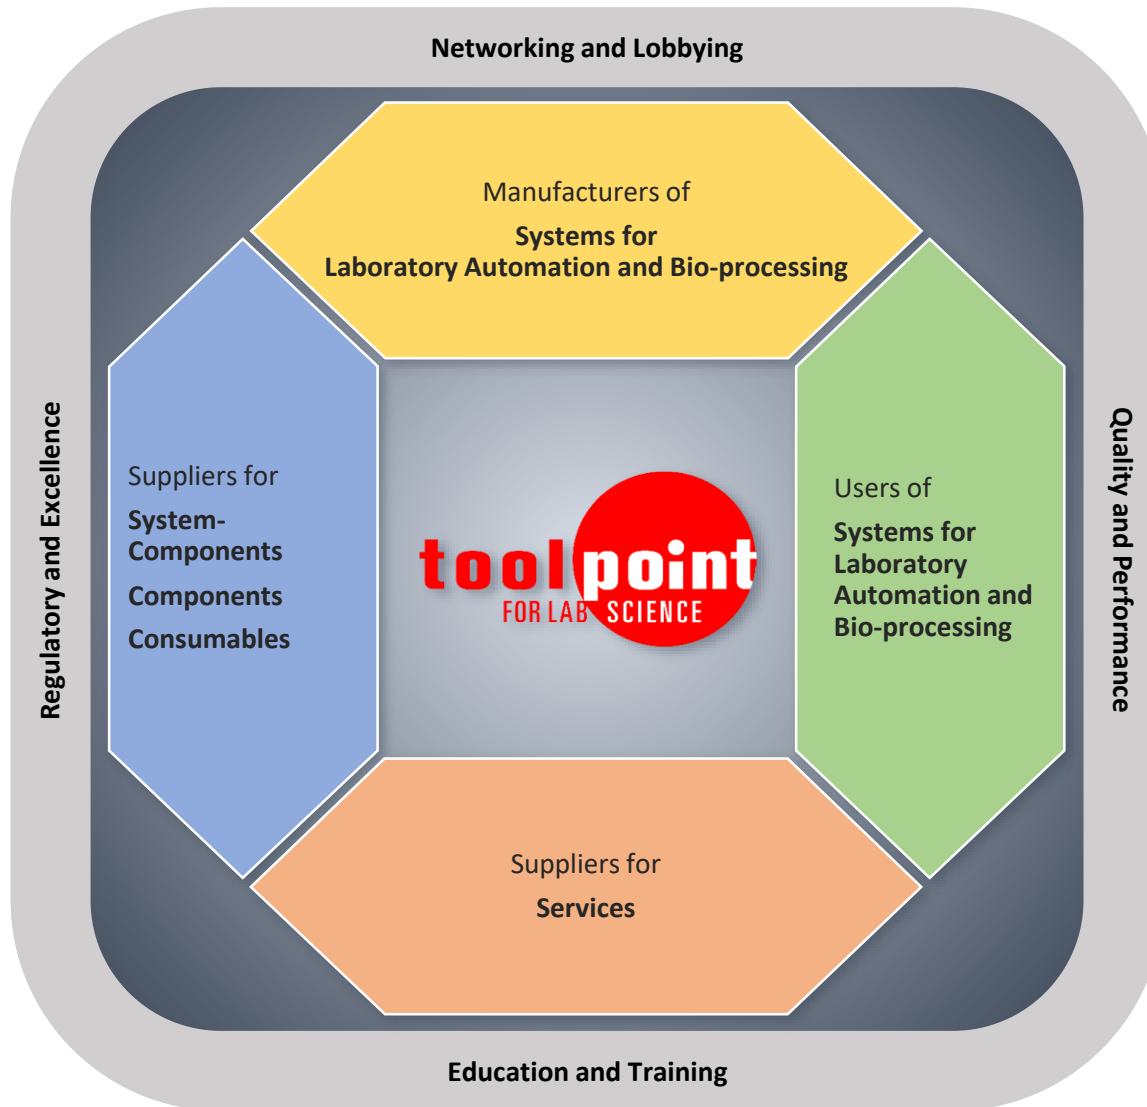 Networking and Lobbying
Manufacturers of
Systems for
Laboratory Automation and Bio-processing
Regulatory and Excellence
Suppliers for
System-
Components
Components
Consumables
toolpoint
FOR LAB SCIENCE
Users of
Systems for
Laboratory
Automation and
Bio-processing
Quality and Performance
Suppliers for
Services
Education and Training